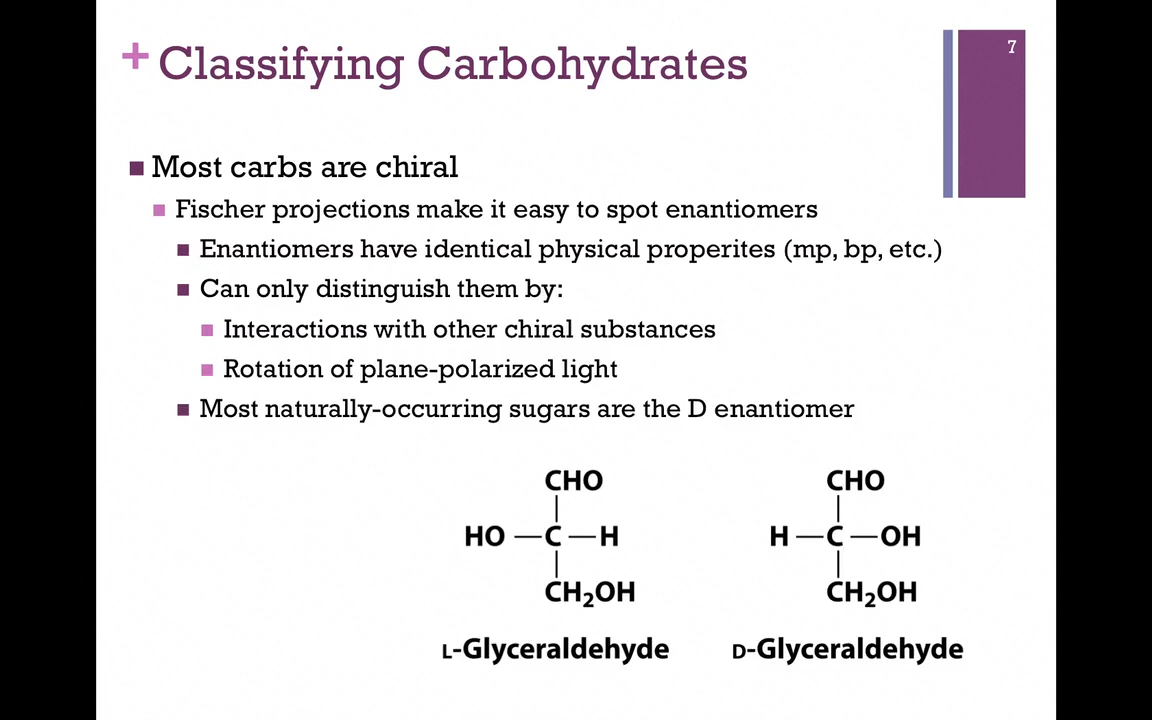 + Classifying Carbohydrates
7
Most carbs are chiral
Fischer projections make it easy to spot enantiomers
Enantiomers have identical physical properites (mp, bp, etc.)
Can only distinguish them by:
Interactions with other chiral substances
Rotation of plane-polarized light
Most naturally-occurring sugars are the D enantiomer
CHO CHO
HO—C—H H—C—OH
CH₂OH CH₂OH
L-Glyceraldehyde D-Glyceraldehyde